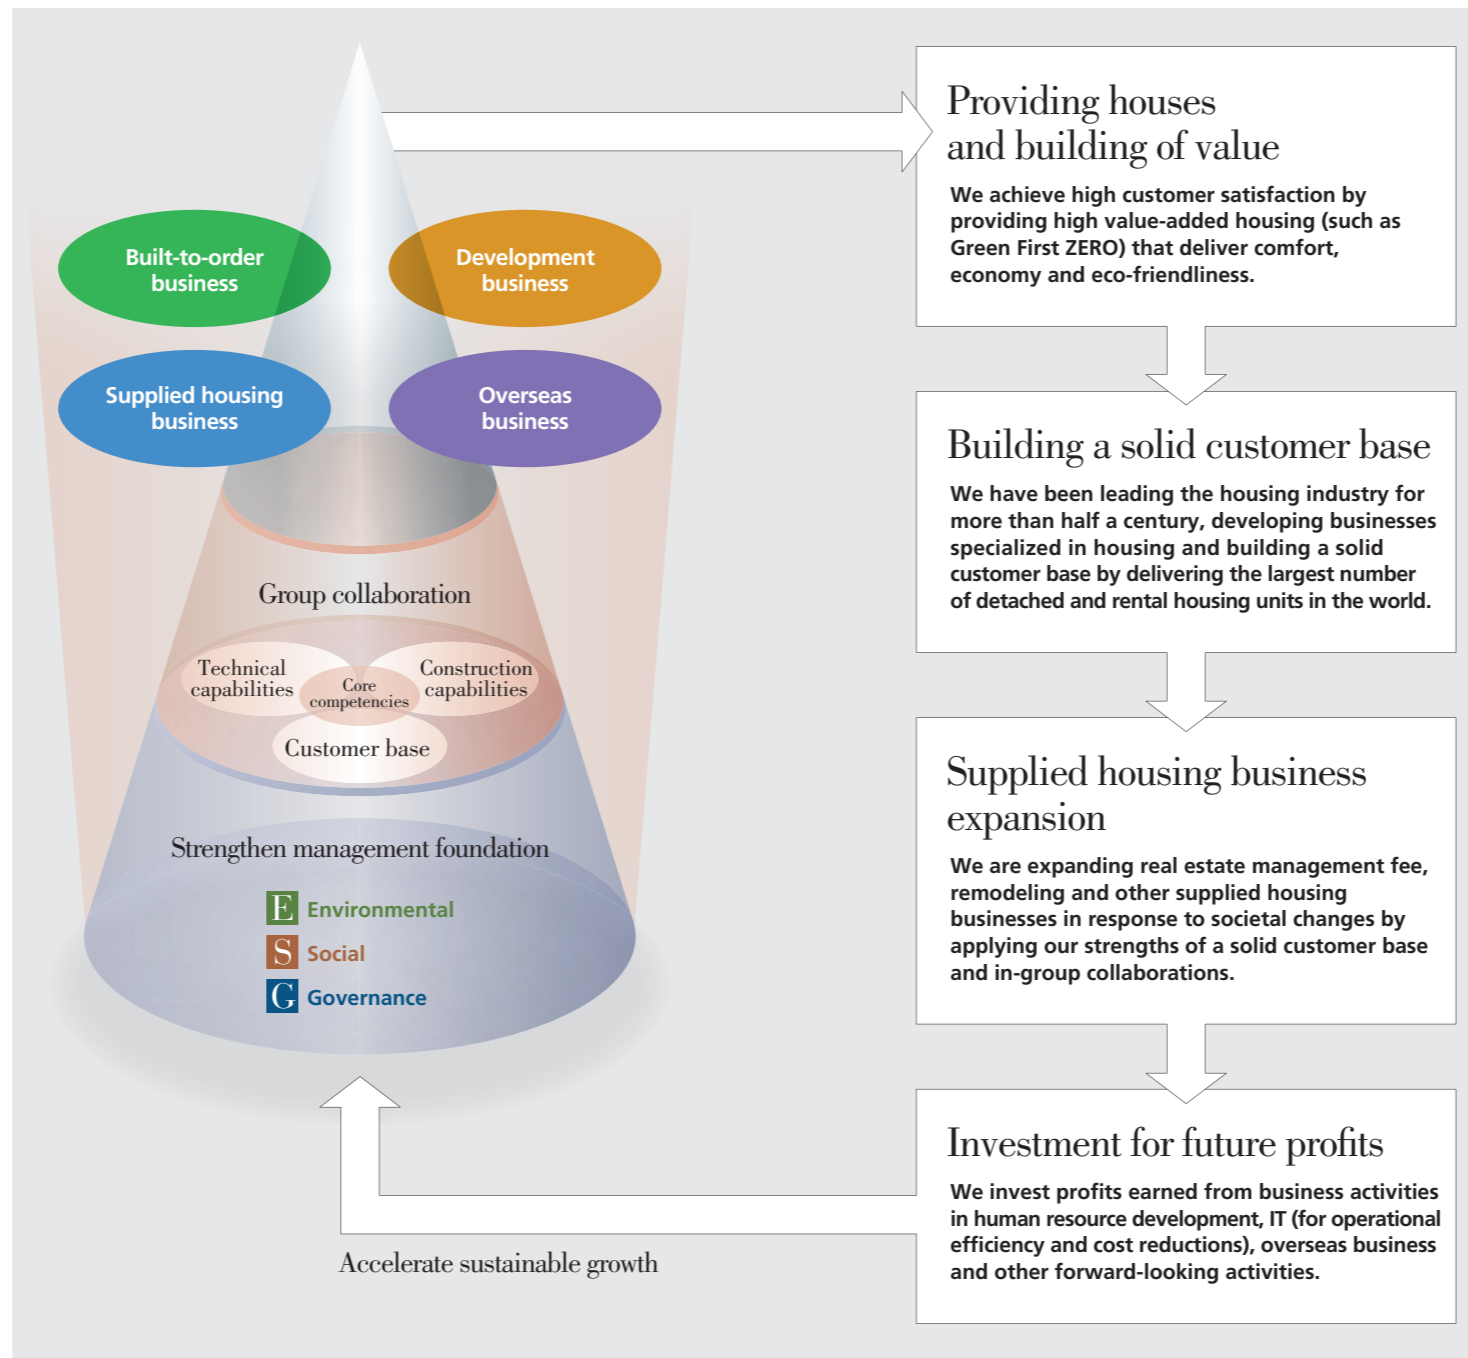 Built-to-order
business
Development
business
Supplied housing
business
Overseas
business
Group collaboration
Technical
capabilities
Core
competencies
Construction
capabilities
Customer base
Strengthen management foundation
E Environmental
S Social
G Governance
Providing houses
and building of value
We achieve high customer satisfaction by
providing high value-added housing (such as
Green First ZERO) that deliver comfort,
economy and eco-friendliness.
Building a solid customer base
We have been leading the housing industry for
more than half a century, developing businesses
specialized in housing and building a solid
customer base by delivering the largest number
of detached and rental housing units in the world.
Supplied housing business
expansion
We are expanding real estate management fee,
remodeling and other supplied housing
businesses in response to societal changes by
applying our strengths of a solid customer base
and in-group collaborations.
Investment for future profits
We invest profits earned from business activities
in human resource development, IT (for operational
efficiency and cost reductions), overseas business
and other forward-looking activities.
Accelerate sustainable growth